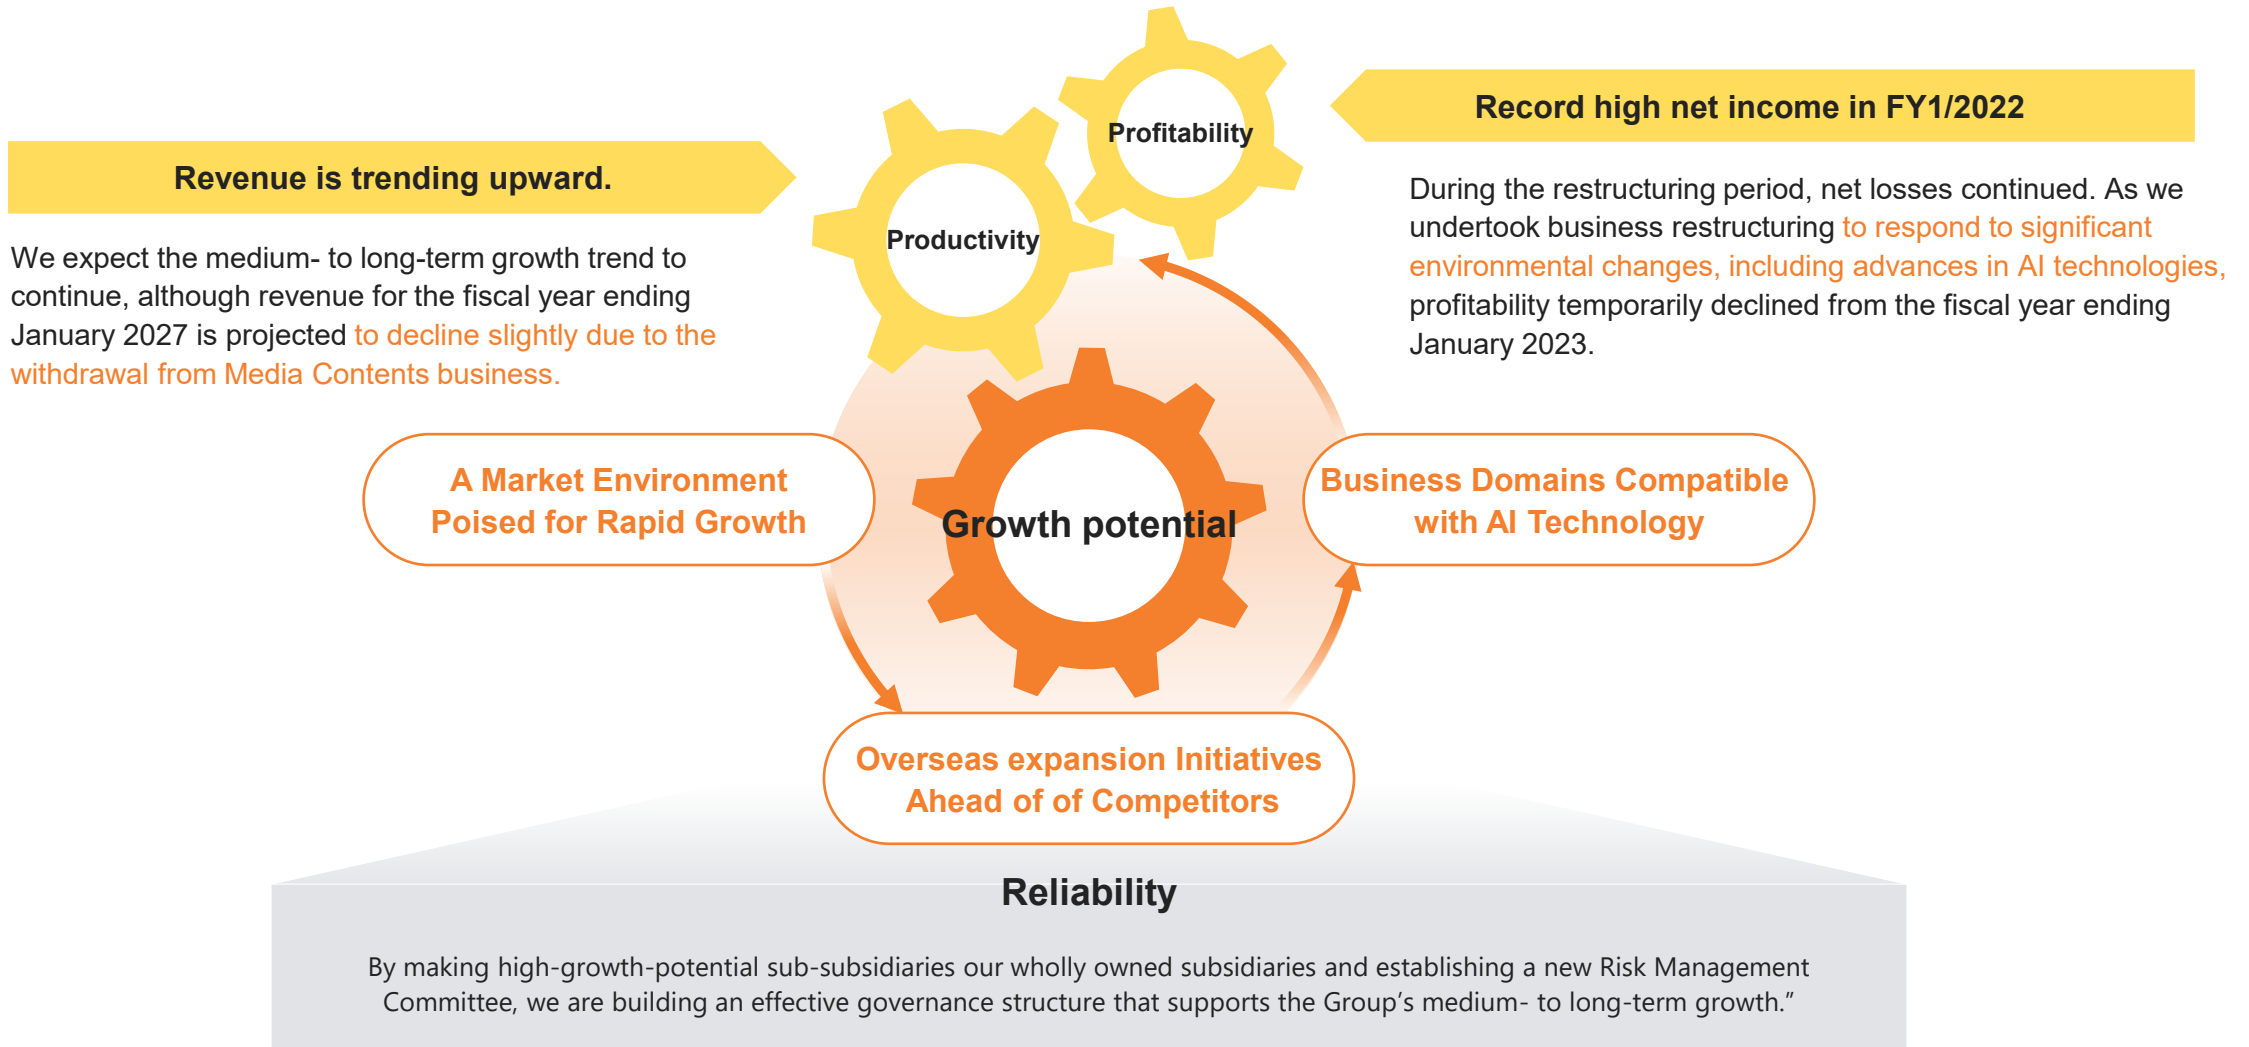 Profitability
Record high net income in FY1/2022
Revenue is trending upward.
During the restructuring period, net losses continued. As we
undertook business restructuring to respond to significant
environmental changes, including advances in AI technologies,
profitability temporarily declined from the fiscal year ending
January 2023.
Productivity
We expect the medium- to long-term growth trend to
continue, although revenue for the fiscal year ending
January 2027 is projected to decline slightly due to the
withdrawal from Media Contents business.
A Market Environment
Poised for Rapid Growth
Growth potential
Business Domains Compatible
with AI Technology
Overseas expansion Initiatives
Ahead of of Competitors
Reliability
By making high-growth-potential sub-subsidiaries our wholly owned subsidiaries and establishing a new Risk Management
Committee, we are building an effective governance structure that supports the Group’s medium- to long-term growth.”